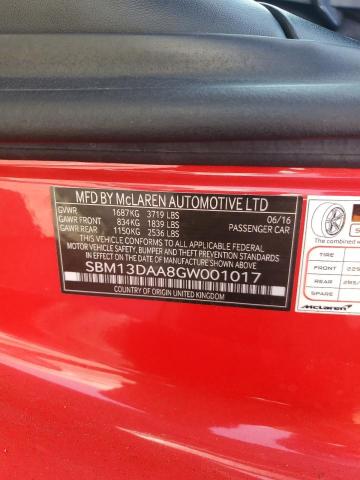 MFD BY McLAREN AUTOMOTIVE LTD
GVWR 1687KG 3719 LBS 06/16
GAWR FRONT 834KG 1839 LBS PASSENGER CAR
GAWR REAR 1150KG 2536 LBS
THIS VEHICLE CONFORMS TO ALL APPLICABLE FEDERAL
MOTOR VEHICLE SAFETY, BUMPER AND THEFT PREVENTION STANDARDS
IN EFFECT ON THE DATE OF MANUFACTURE SHOWN ABOVE
SBM13DAA8GW001017
COUNTRY OF ORIGIN UNITED KINGDOM
The combined
TIRE
FRONT 225
REAR
McLaren